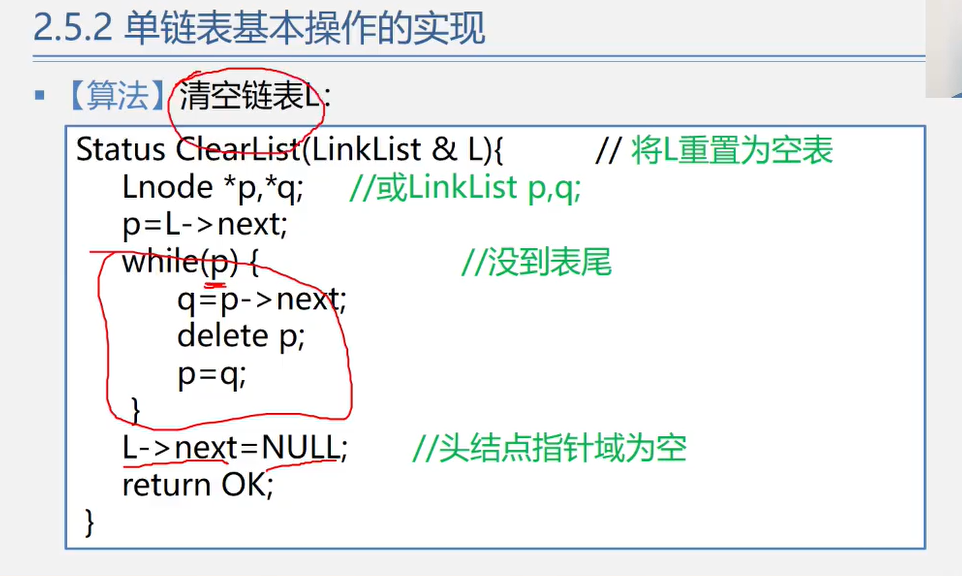 2.5.2 单链表基本操作的实现
▪ 【算法】清空链表L:
Status ClearList(LinkList & L){ // 将L重置为空表
Lnode *p,*q; //或LinkList p,q;
p=L->next;
while(p) { //没到表尾
q=p->next;
delete p;
p=q;
}
L->next=NULL; //头结点指针域为空
return OK;
}